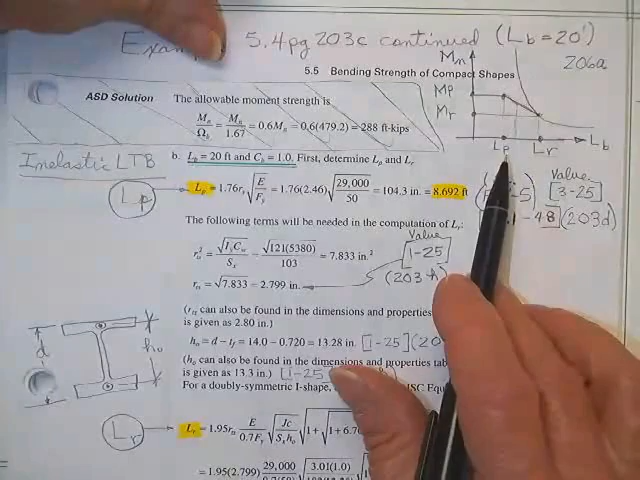 Exam 5.4 pg 203c continued (Lb = 20')
206a
5.5 Bending Strength of Compact Shapes
Mn
Mp
Mr
Lp
Lr
Lb
ASD Solution
The allowable moment strength is
Mn/Ωb = Mn/1.67 = 0.6Mn = 0.6(479.2) = 288 ft-kips
b. Lb = 20 ft and Cb = 1.0. First, determine Lp and Lr
Inelastic LTB
Lp
Lp = 1.76ry√(E/Fy) = 1.76(2.46)√(29,000/50) = 104.3 in. = 8.692 ft
Value
[3-25]
-48] (203d)
The following terms will be needed in the computation of Lr:
Value
[1-25]
(203h)
r²ts = √(IyCw)/Sx = √(121(5380))/103 = 7.833 in.²
rts = √7.833 = 2.799 in.
(rts can also be found in the dimensions and properties
is given as 2.80 in.)
ho = d − tf = 14.0 − 0.720 = 13.28 in. [1-25] (20
(ho can also be found in the dimensions and properties tab
is given as 13.3 in.) [1-25
For a doubly-symmetric I-shape,
ISC Equ
d
ho
Lr
Lr = 1.95rts E/0.7Fy √(Jc/Sxho) √(1 + √(1 + 6.7
= 1.95(2.799) 29,000 √(3.01(1.0)